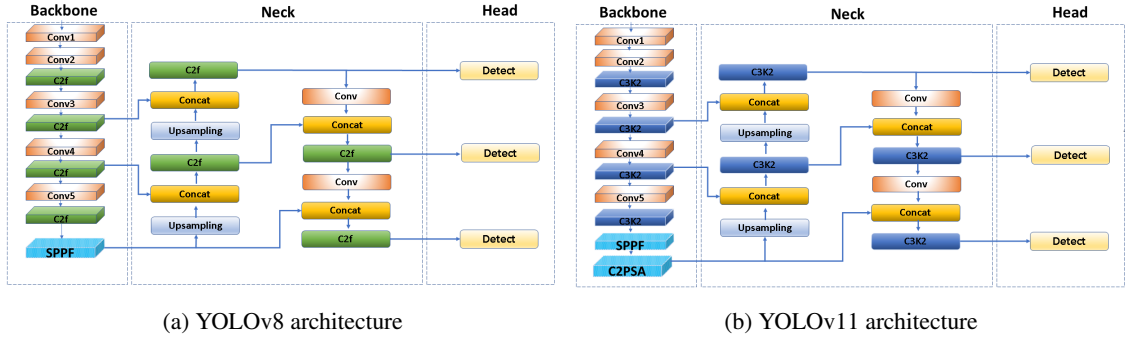 Backbone
Neck
Head
Conv1
Conv2
C2f
Conv3
C2f
Conv4
C2f
Conv5
C2f
SPPF
C2f
Concat
Upsampling
C2f
Concat
Upsampling
Conv
Concat
C2f
Conv
Concat
C2f
Detect
Detect
Detect
(a) YOLOv8 architecture
Backbone
Neck
Head
Conv1
Conv2
C3K2
Conv3
C3K2
Conv4
C3K2
Conv5
C3K2
SPPF
C2PSA
C3K2
Concat
Upsampling
C3K2
Concat
Upsampling
Conv
Concat
C3K2
Conv
Concat
C3K2
Detect
Detect
Detect
(b) YOLOv11 architecture